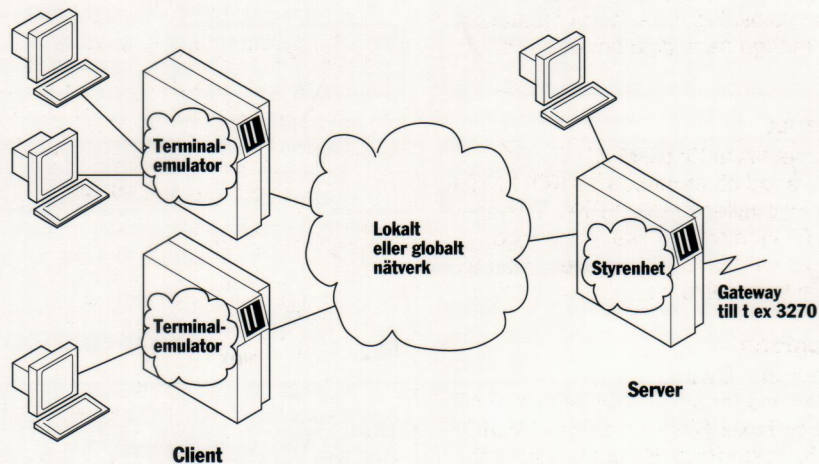 Terminal-
emulator
Lokalt
eller globalt
nätverk
Styrenhet
Gateway
till t ex 3270
Terminal-
emulator
Server
Client